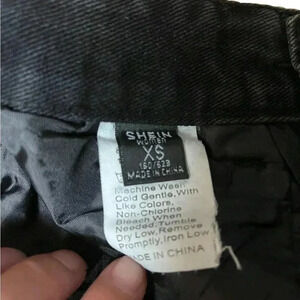 SHEIN
women
XS
160/62B
MADE IN CHINA
Machine Wash
Cold Gentle, With
Like Colors,
Non-Chlorine
Bleach When
Needed, Tumble
Dry Low, Remove
Promptly, Iron Low
MADE IN CHINA